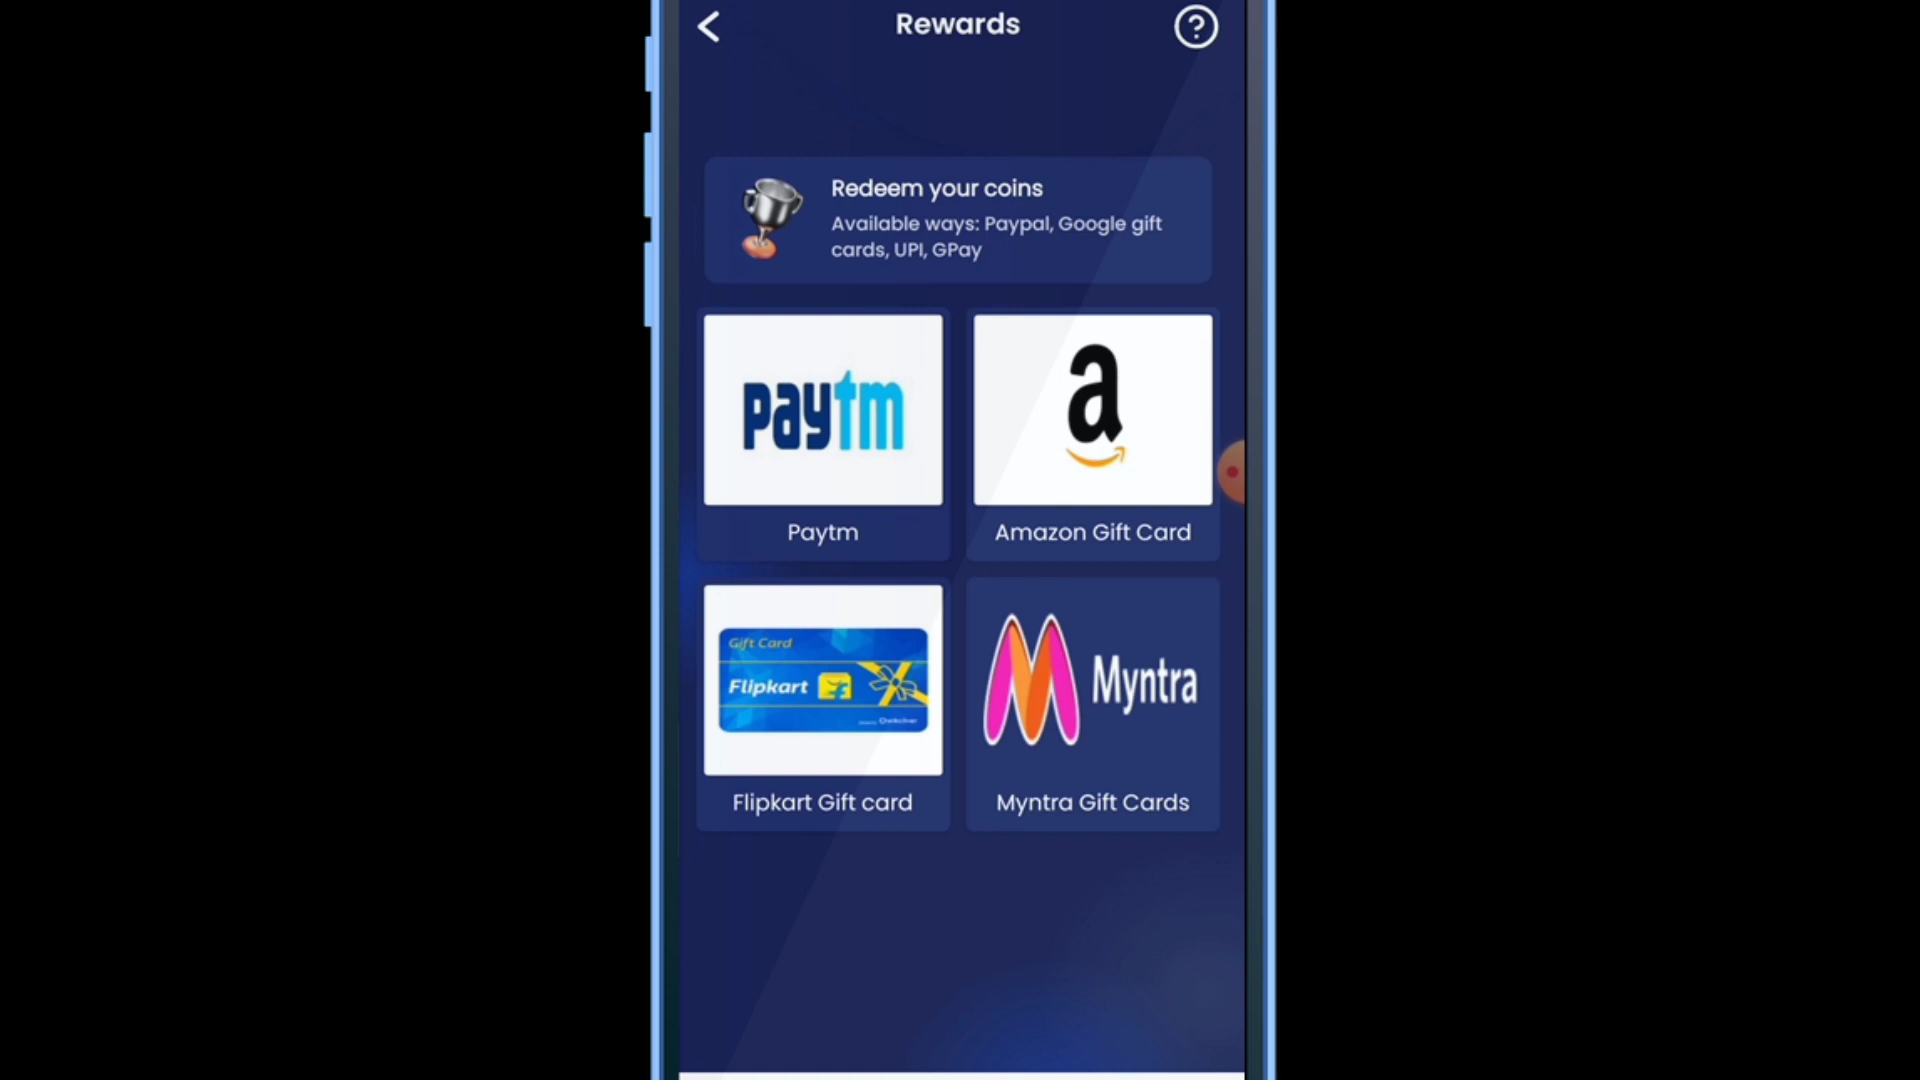 Rewards
Redeem your coins
Available ways: Paypal, Google gift
cards, UPI, GPay
paytm
a
Paytm
Amazon Gift Card
Gift Card
Flipkart
Myntra
Flipkart Gift card
Myntra Gift Cards